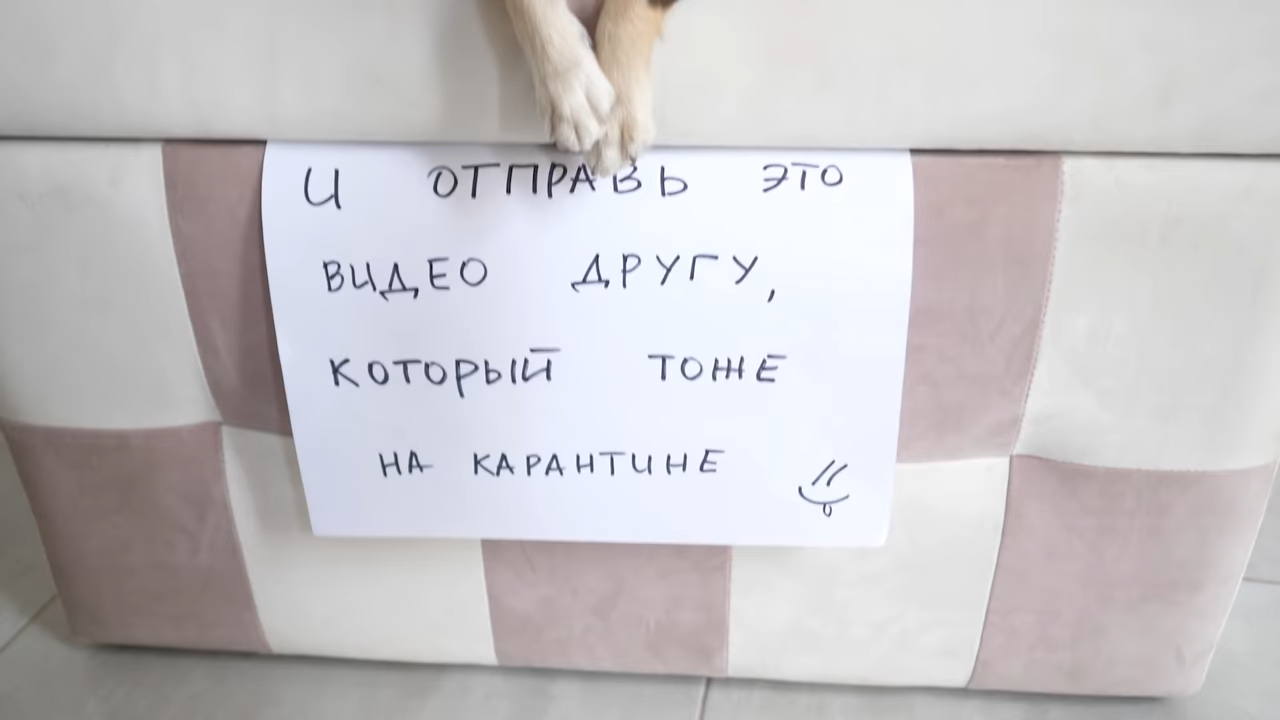 И ОТПРАВЬ ЭТО
ВИДЕО ДРУГУ,
КОТОРЫЙ ТОЖЕ
НА КАРАНТИНЕ